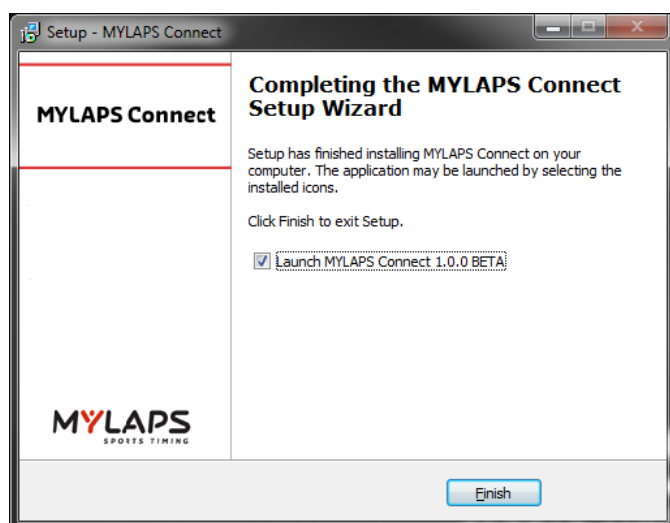 Setup - MYLAPS Connect
MYLAPS Connect
Completing the MYLAPS Connect
Setup Wizard
Setup has finished installing MYLAPS Connect on your
computer. The application may be launched by selecting the
installed icons.
Click Finish to exit Setup.
Launch MYLAPS Connect 1.0.0 BETA
MYLAPS
SPORTS TIMING
Finish